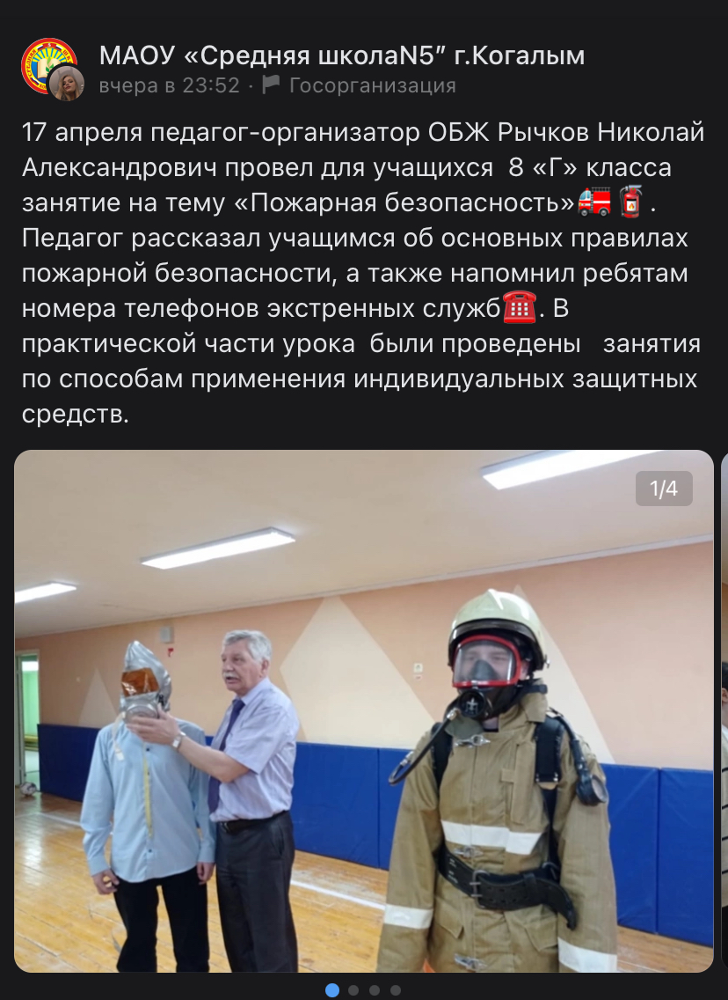 МАОУ «Средняя школаN5” г.Когалым
вчера в 23:52 · Госорганизация
17 апреля педагог-организатор ОБЖ Рычков Николай
Александрович провел для учащихся  8 «Г» класса
занятие на тему «Пожарная безопасность»🚒🧯.
Педагог рассказал учащимся об основных правилах
пожарной безопасности, а также напомнил ребятам
номера телефонов экстренных служб☎️. В
практической части урока  были проведены   занятия
по способам применения индивидуальных защитных
средств.
1/4